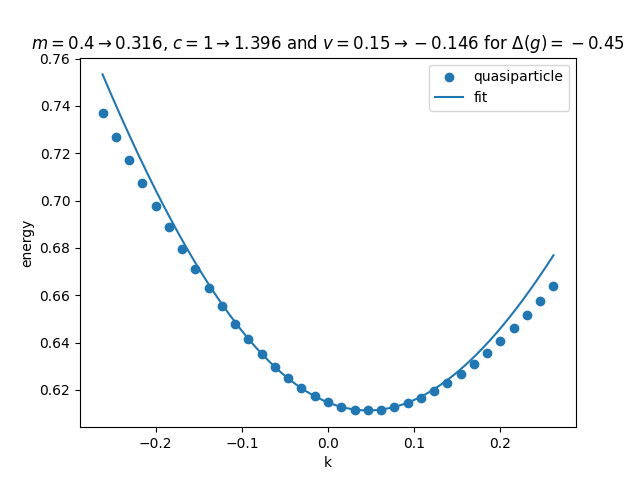 m = 0.4 → 0.316, c = 1 → 1.396 and v = 0.15 → −0.146 for Δ(g) = −0.45
quasiparticle
fit
energy
0.76
0.74
0.72
0.70
0.68
0.66
0.64
0.62
−0.2
−0.1
0.0
0.1
0.2
k